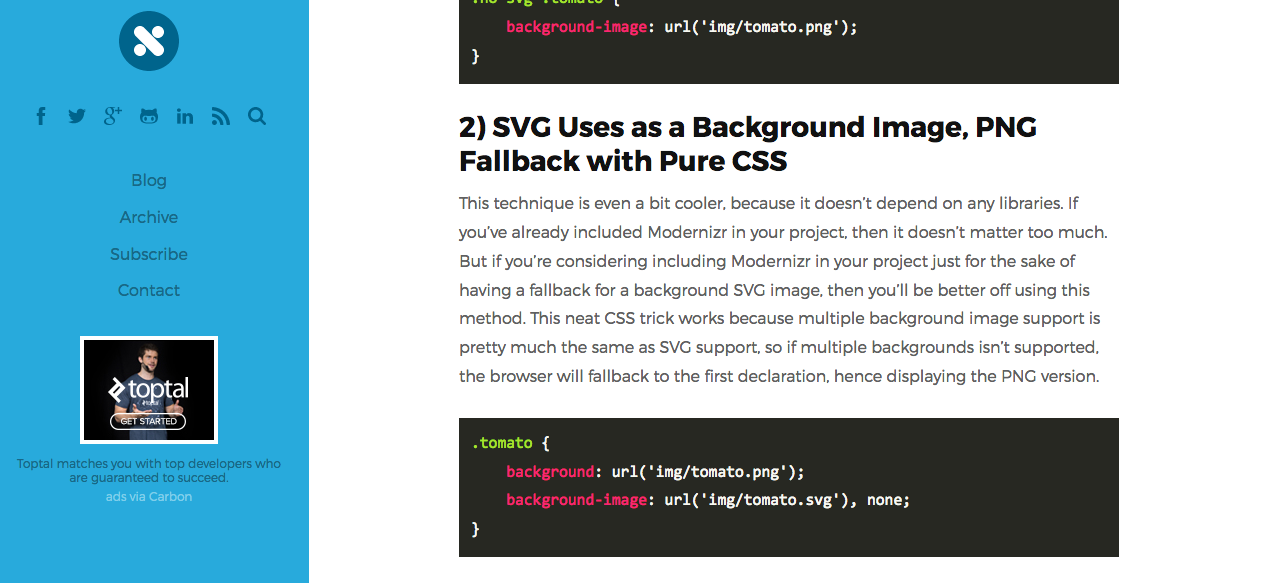 Blog
Archive
Subscribe
Contact
toptal
toptal
GET STARTED
Toptal matches you with top developers who
are guaranteed to succeed.
ads via Carbon
.no-svg .tomato {
background-image: url('img/tomato.png');
}
2) SVG Uses as a Background Image, PNG
Fallback with Pure CSS
This technique is even a bit cooler, because it doesn’t depend on any libraries. If
you’ve already included Modernizr in your project, then it doesn’t matter too much.
But if you’re considering including Modernizr in your project just for the sake of
having a fallback for a background SVG image, then you’ll be better off using this
method. This neat CSS trick works because multiple background image support is
pretty much the same as SVG support, so if multiple backgrounds isn’t supported,
the browser will fallback to the first declaration, hence displaying the PNG version.
.tomato {
background: url('img/tomato.png');
background-image: url('img/tomato.svg'), none;
}